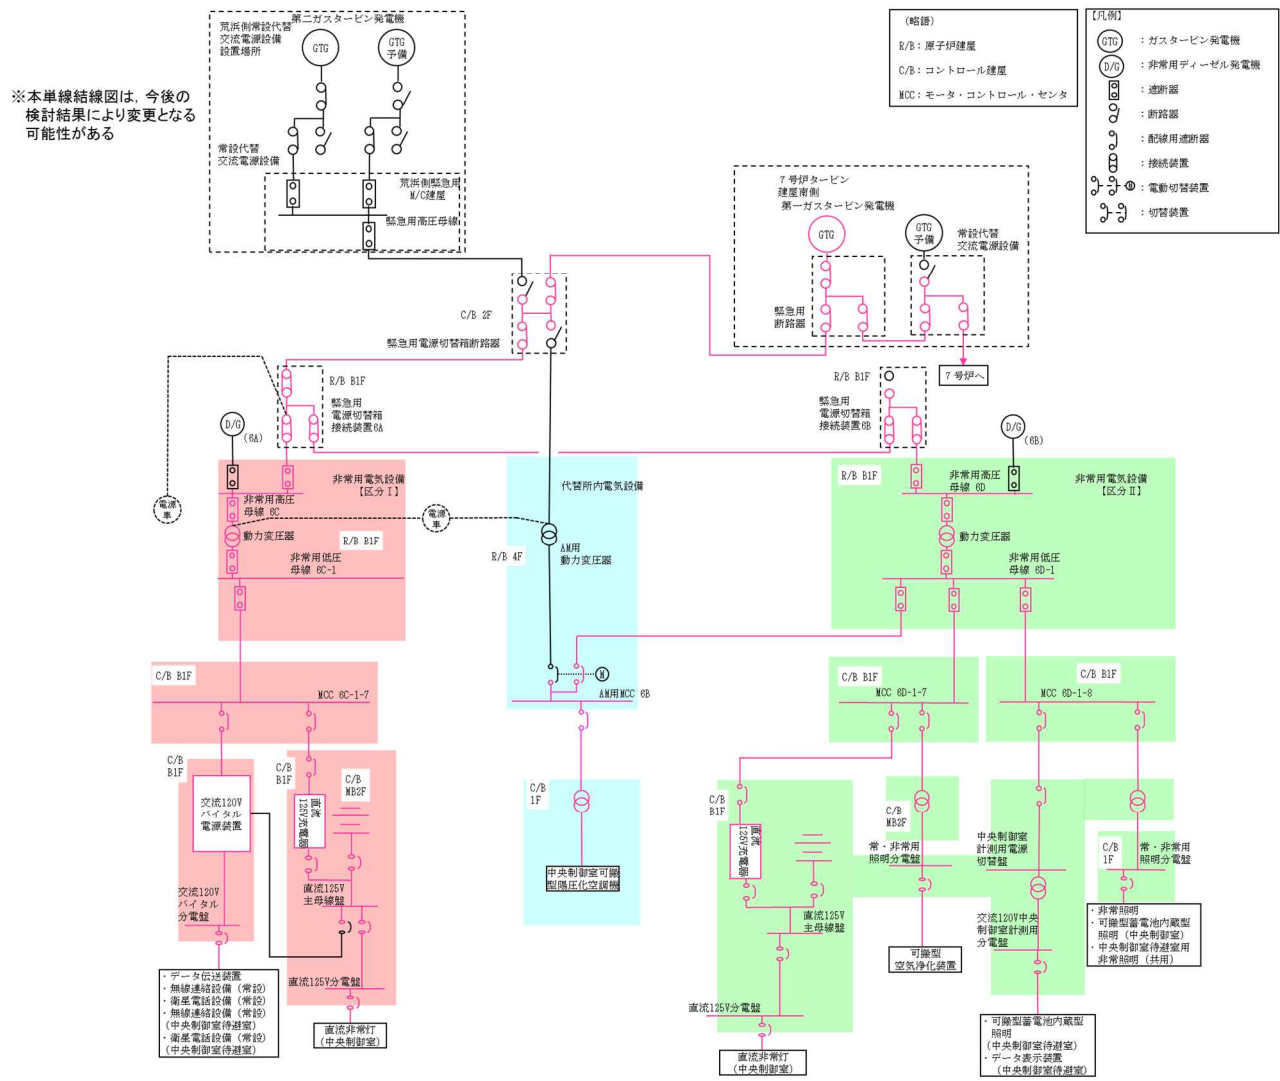 ※本単線結線図は，今後の
検討結果により変更となる
可能性がある
荒浜側常設代替
交流電源設備
設置場所
第二ガスタービン発電機
GTG
GTG
予備
常設代替
交流電源設備
荒浜側緊急用
M/C建屋
緊急用高圧母線
（略語）
R/B：原子炉建屋
C/B：コントロール建屋
MCC：モータ・コントロール・センタ
【凡例】
GTG
：ガスタービン発電機
D/G
：非常用ディーゼル発電機
：遮断器
：断路器
：配線用遮断器
：接続装置
M
：電動切替装置
：切替装置
7号炉タービン
建屋南側
第一ガスタービン発電機
GTG
GTG
予備
常設代替
交流電源設備
緊急用
断路器
7号炉へ
C/B 2F
緊急用電源切替箱断路器
R/B B1F
緊急用
電源切替箱
接続装置6A
R/B B1F
緊急用
電源切替箱
接続装置6B
D/G
(6A)
D/G
(6B)
電源
車
電源
車
非常用電気設備
【区分Ⅰ】
非常用高圧
母線 6C
動力変圧器
R/B B1F
非常用低圧
母線 6C-1
代替所内電気設備
R/B 4F
AM用
動力変圧器
M
AM用MCC 6B
R/B B1F
非常用高圧
母線 6D
非常用電気設備
【区分Ⅱ】
動力変圧器
非常用低圧
母線 6D-1
C/B B1F
MCC 6C-1-7
C/B B1F
MCC 6D-1-7
C/B B1F
MCC 6D-1-8
C/B
B1F
交流120V
バイタル
電源装置
交流120V
バイタル
分電盤
C/B
B1F
直流
125V充電器
C/B
MB2F
直流125V
主母線盤
直流125V分電盤
・データ伝送装置
・無線連絡設備（常設）
・衛星電話設備（常設）
・無線連絡設備（常設）
（中央制御室待避室）
・衛星電話設備（常設）
（中央制御室待避室）
直流非常灯
（中央制御室）
C/B
1F
中央制御室可搬
型陽圧化空調機
C/B
B1F
直流
125V充電器
直流125V
主母線盤
直流125V分電盤
直流非常灯
（中央制御室）
C/B
MB2F
常・非常用
照明分電盤
可搬型
空気浄化装置
中央制御室
計測用電源
切替盤
交流120V中央
制御室計測用
分電盤
・可搬型蓄電池内蔵型
照明
（中央制御室待避室）
・データ表示装置
（中央制御室待避室）
C/B
1F
常・非常用
照明分電盤
・非常照明
・可搬型蓄電池内蔵型
照明（中央制御室）
・中央制御室待避室用
非常照明（共用）